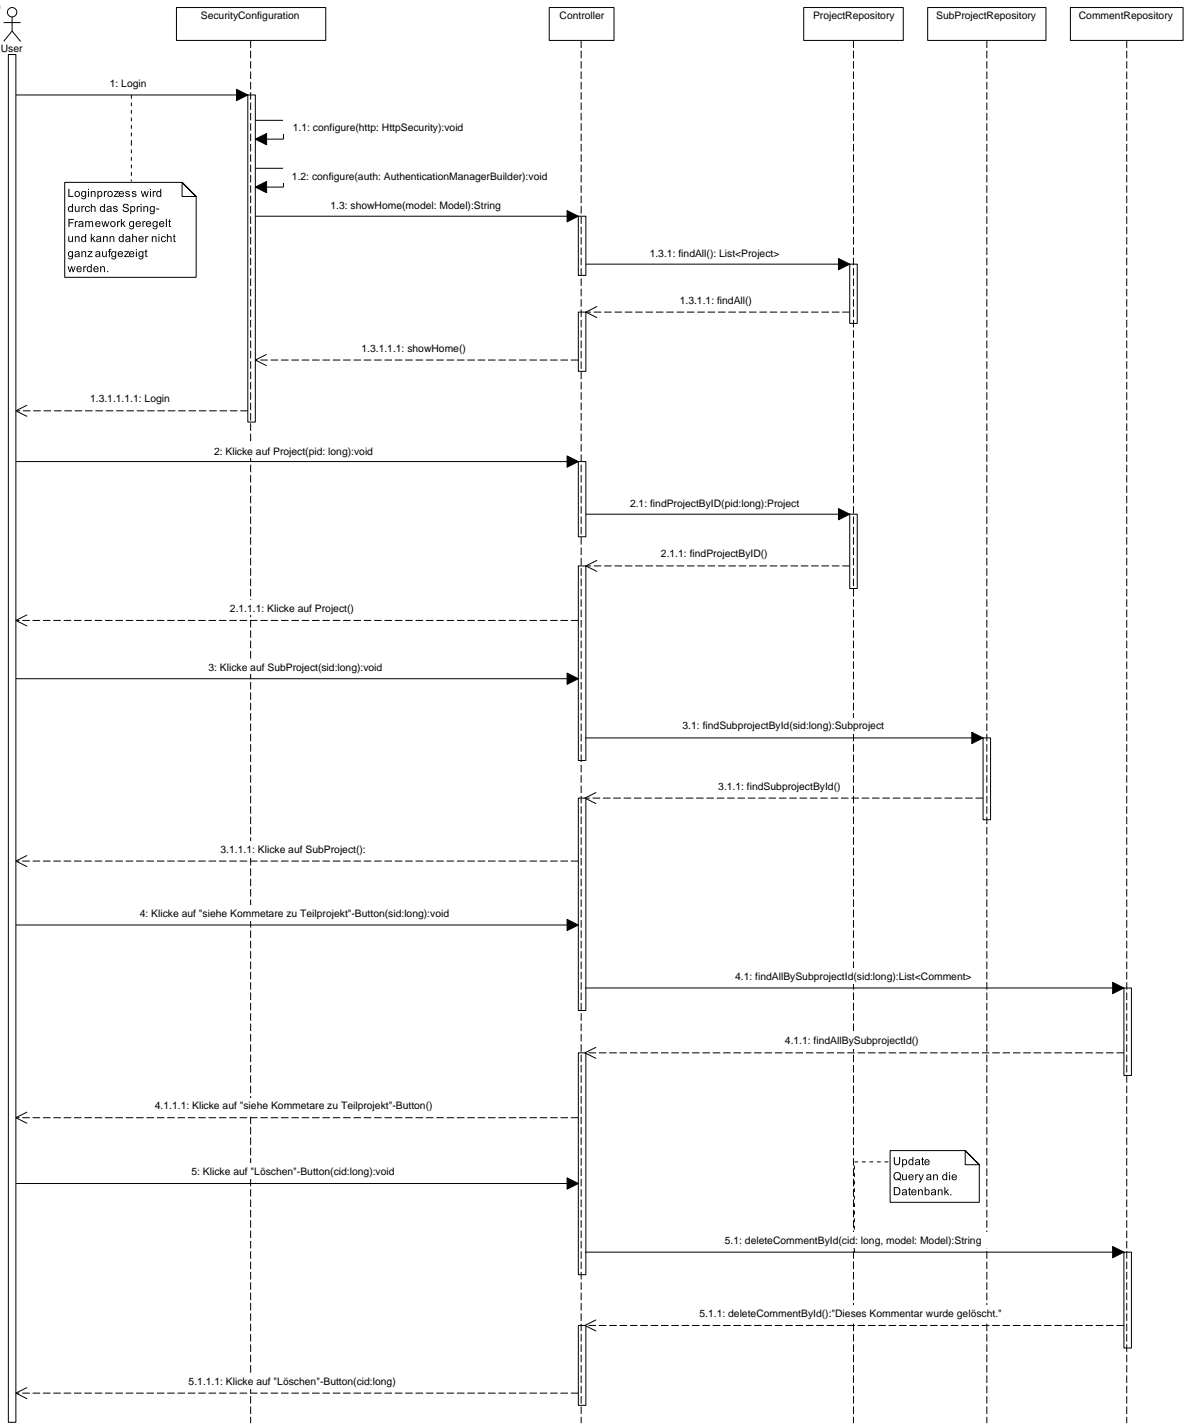 User
SecurityConfiguration
Controller
ProjectRepository
SubProjectRepository
CommentRepository
1: Login
1.1: configure(http: HttpSecurity):void
1.2: configure(auth: AuthenticationManagerBuilder):void
Loginprozess wird
durch das Spring-
Framework geregelt
und kann daher nicht
ganz aufgezeigt
werden.
1.3: showHome(model: Model):String
1.3.1: findAll(): List<Project>
1.3.1.1: findAll()
1.3.1.1.1: showHome()
1.3.1.1.1.1: Login
2: Klicke auf Project(pid: long):void
2.1: findProjectByID(pid:long):Project
2.1.1: findProjectByID()
2.1.1.1: Klicke auf Project()
3: Klicke auf SubProject(sid:long):void
3.1: findSubprojectById(sid:long):Subproject
3.1.1: findSubprojectById()
3.1.1.1: Klicke auf SubProject():
4: Klicke auf "siehe Kommetare zu Teilprojekt"-Button(sid:long):void
4.1: findAllBySubprojectId(sid:long):List<Comment>
4.1.1: findAllBySubprojectId()
4.1.1.1: Klicke auf "siehe Kommetare zu Teilprojekt"-Button()
5: Klicke auf "Löschen"-Button(cid:long):void
Update
Query an die
Datenbank.
5.1: deleteCommentById(cid: long, model: Model):String
5.1.1: deleteCommentById():"Dieses Kommentar wurde gelöscht."
5.1.1.1: Klicke auf "Löschen"-Button(cid:long)